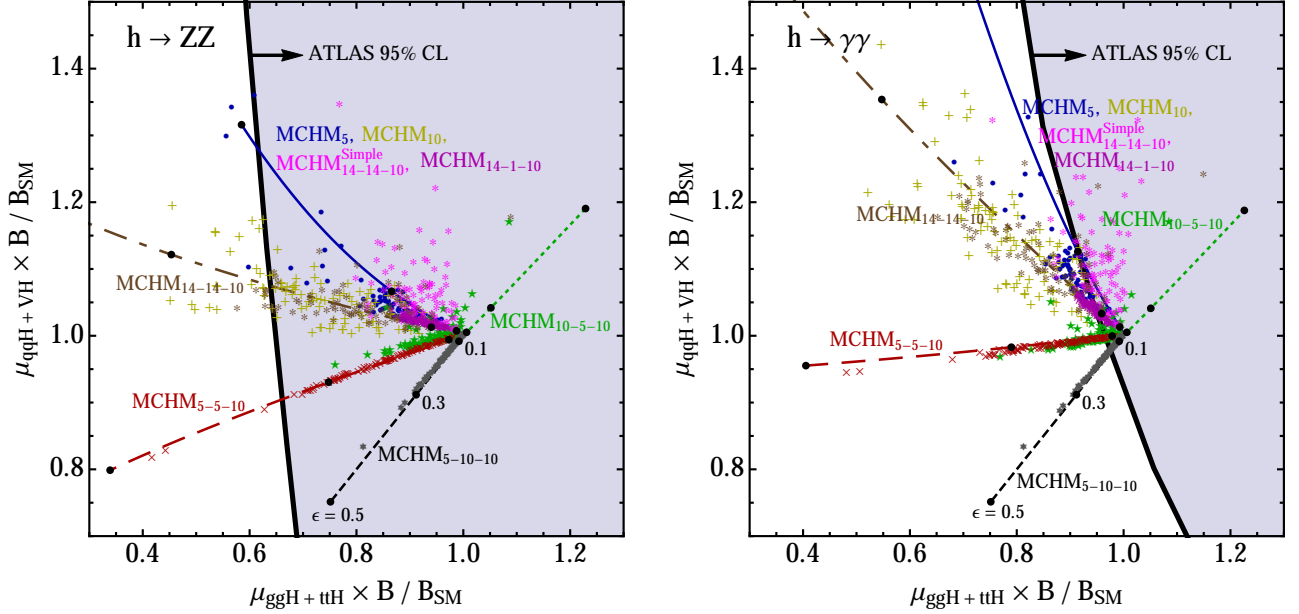 h → ZZ
ATLAS 95% CL
MCHM5, MCHM10,
MCHM14−14−10^Simple, MCHM14−1−10
MCHM14−14−10
MCHM10−5−10
MCHM5−5−10
MCHM5−10−10
0.1
0.3
ϵ = 0.5
1.4
1.2
1.0
0.8
0.4 0.6 0.8 1.0 1.2
μqqH + VH × B / BSM
μggH + ttH × B / BSM
h → γγ
ATLAS 95% CL
MCHM5, MCHM10,
MCHM14−14−10^Simple,
MCHM14−1−10
MCHM14−14−10
MCHM10−5−10
MCHM5−5−10
MCHM5−10−10
0.1
0.3
ϵ = 0.5
1.4
1.2
1.0
0.8
0.4 0.6 0.8 1.0 1.2
μqqH + VH × B / BSM
μggH + ttH × B / BSM